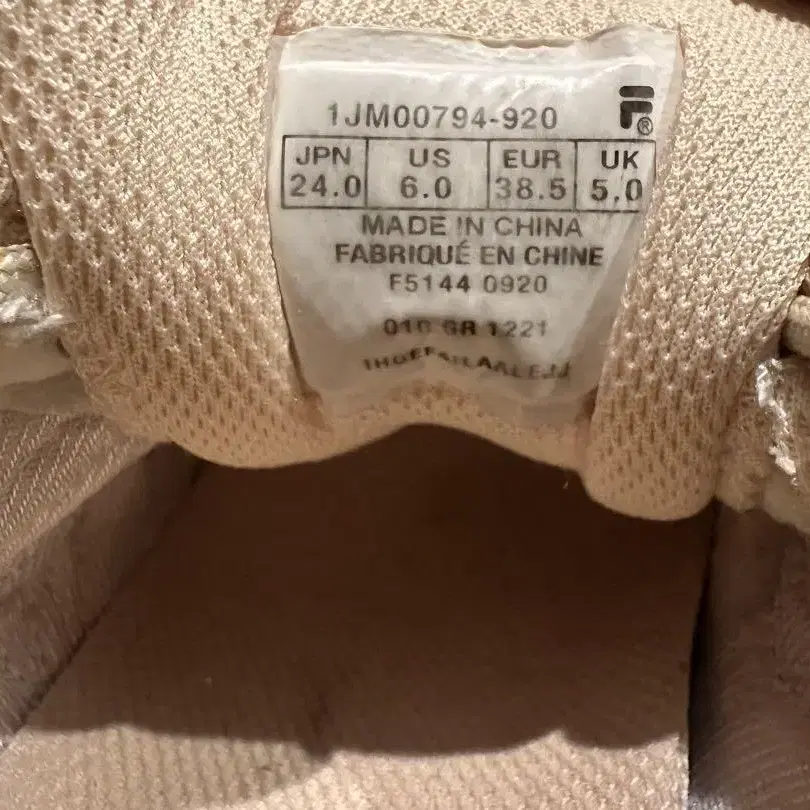 1JM00794-920
JPN US EUR UK
24.0 6.0 38.5 5.0
MADE IN CHINA
FABRIQUÉ EN CHINE
F5144 0920
1221